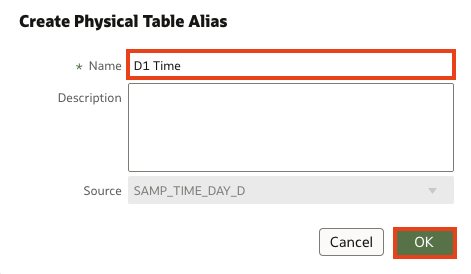 Create Physical Table Alias
* Name D1 Time
Description
Source SAMP_TIME_DAY_D
Cancel OK